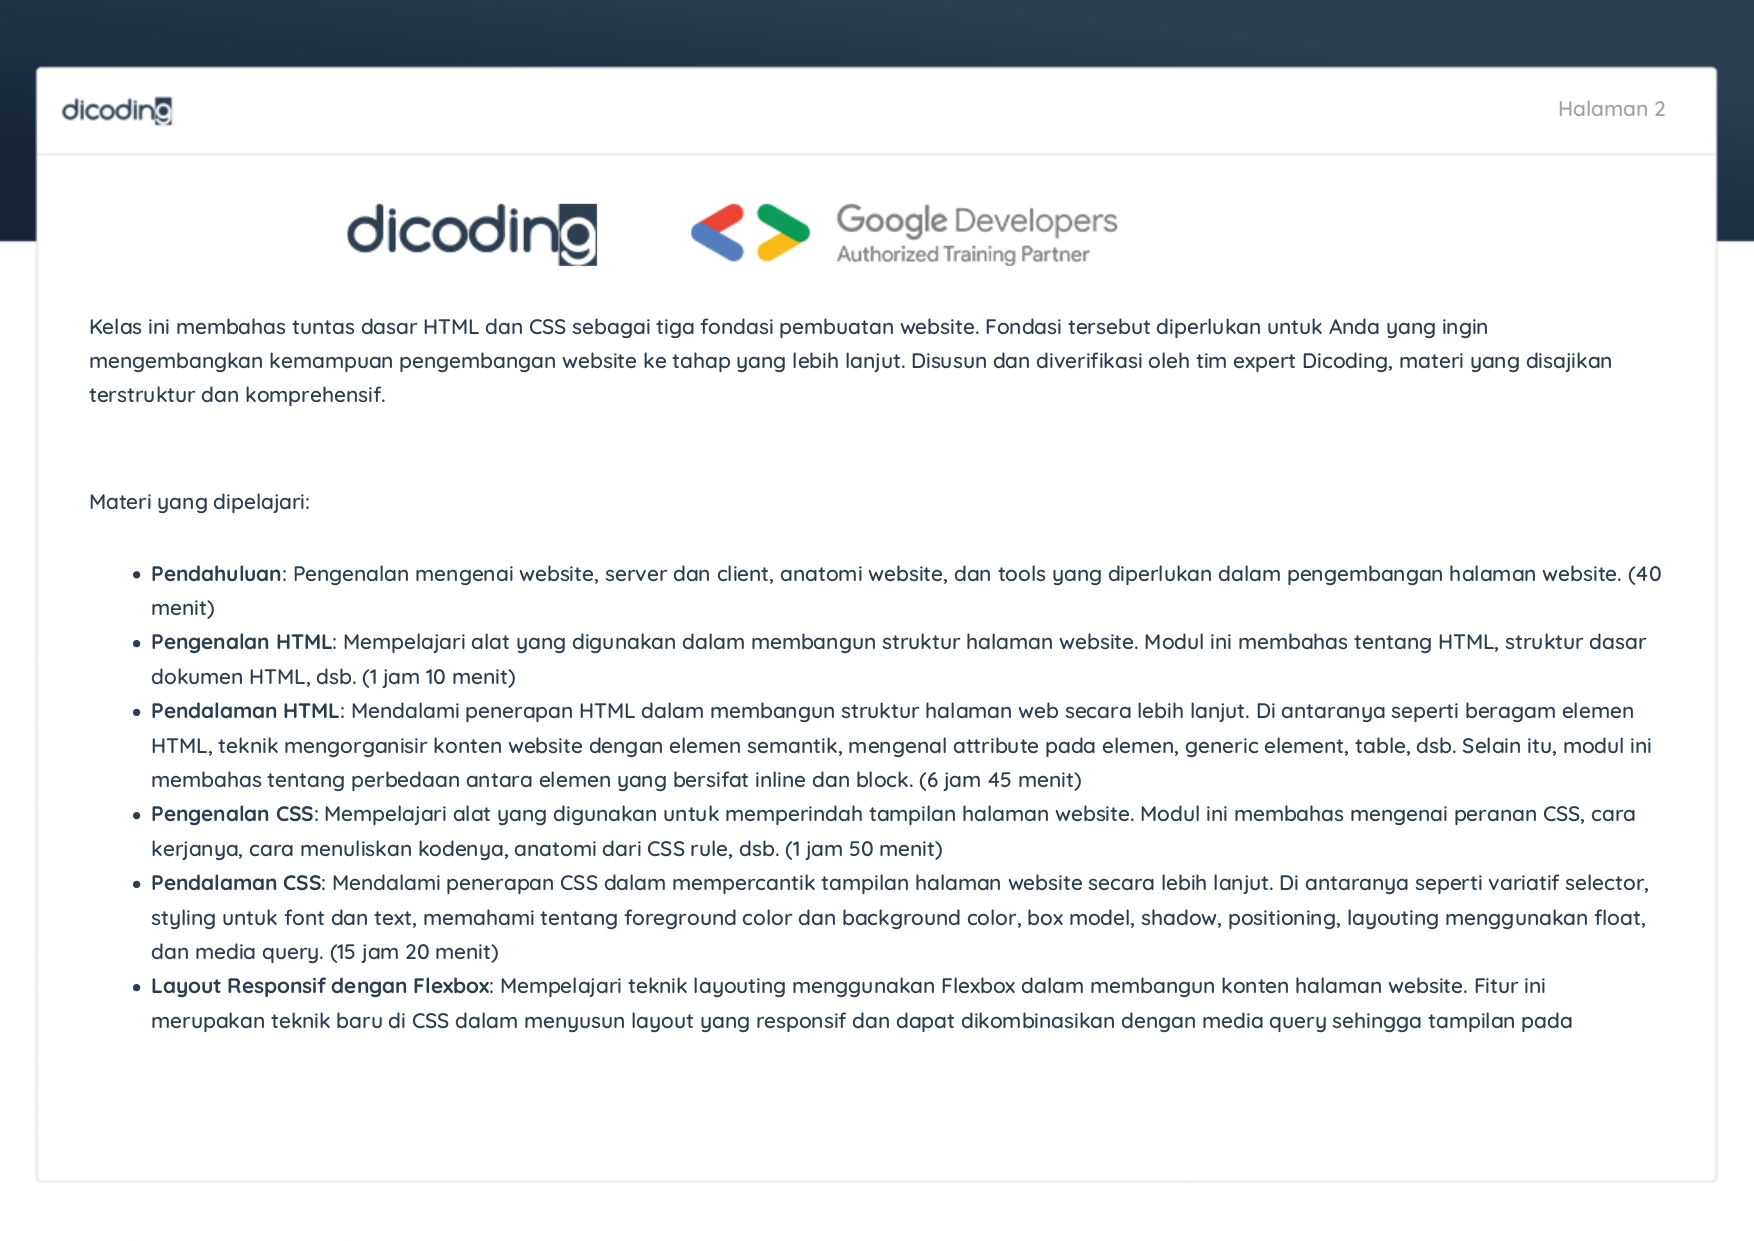 dicoding
Halaman 2
dicoding
Google Developers
Authorized Training Partner
Kelas ini membahas tuntas dasar HTML dan CSS sebagai tiga fondasi pembuatan website. Fondasi tersebut diperlukan untuk Anda yang ingin
mengembangkan kemampuan pengembangan website ke tahap yang lebih lanjut. Disusun dan diverifikasi oleh tim expert Dicoding, materi yang disajikan
terstruktur dan komprehensif.
Materi yang dipelajari:
• Pendahuluan: Pengenalan mengenai website, server dan client, anatomi website, dan tools yang diperlukan dalam pengembangan halaman website. (40
menit)
• Pengenalan HTML: Mempelajari alat yang digunakan dalam membangun struktur halaman website. Modul ini membahas tentang HTML, struktur dasar
dokumen HTML, dsb. (1 jam 10 menit)
• Pendalaman HTML: Mendalami penerapan HTML dalam membangun struktur halaman web secara lebih lanjut. Di antaranya seperti beragam elemen
HTML, teknik mengorganisir konten website dengan elemen semantik, mengenal attribute pada elemen, generic element, table, dsb. Selain itu, modul ini
membahas tentang perbedaan antara elemen yang bersifat inline dan block. (6 jam 45 menit)
• Pengenalan CSS: Mempelajari alat yang digunakan untuk memperindah tampilan halaman website. Modul ini membahas mengenai peranan CSS, cara
kerjanya, cara menuliskan kodenya, anatomi dari CSS rule, dsb. (1 jam 50 menit)
• Pendalaman CSS: Mendalami penerapan CSS dalam mempercantik tampilan halaman website secara lebih lanjut. Di antaranya seperti variatif selector,
styling untuk font dan text, memahami tentang foreground color dan background color, box model, shadow, positioning, layouting menggunakan float,
dan media query. (15 jam 20 menit)
• Layout Responsif dengan Flexbox: Mempelajari teknik layouting menggunakan Flexbox dalam membangun konten halaman website. Fitur ini
merupakan teknik baru di CSS dalam menyusun layout yang responsif dan dapat dikombinasikan dengan media query sehingga tampilan pada